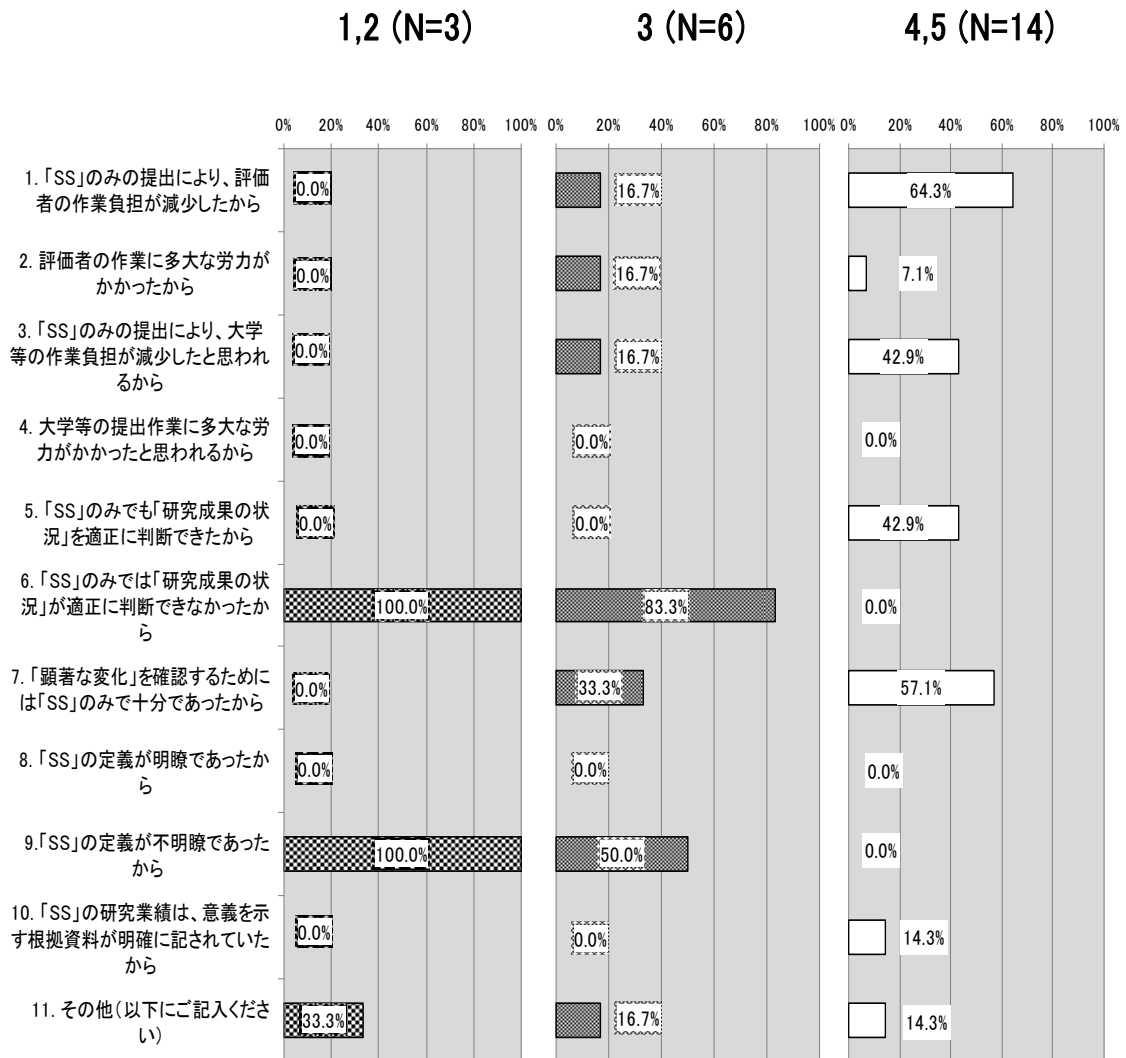 1,2 (N=3) 3 (N=6) 4,5 (N=14)
0% 20% 40% 60% 80% 100% 0% 20% 40% 60% 80% 100% 0% 20% 40% 60% 80% 100%
1. 「SS」のみの提出により、評価
者の作業負担が減少したから
0.0% 16.7% 64.3%
2. 評価者の作業に多大な労力が
かかったから
0.0% 16.7% 7.1%
3. 「SS」のみの提出により、大学
等の作業負担が減少したと思われ
るから
0.0% 16.7% 42.9%
4. 大学等の提出作業に多大な労
力がかかったと思われるから
0.0% 0.0% 0.0%
5. 「SS」のみでも「研究成果の状
況」を適正に判断できたから
0.0% 0.0% 42.9%
6. 「SS」のみでは「研究成果の状
況」が適正に判断できなかったか
ら
100.0% 83.3% 0.0%
7. 「顕著な変化」を確認するために
は「SS」のみで十分であったから
0.0% 33.3% 57.1%
8. 「SS」の定義が明瞭であったか
ら
0.0% 0.0% 0.0%
9.「SS」の定義が不明瞭であった
から
100.0% 50.0% 0.0%
10. 「SS」の研究業績は、意義を示
す根拠資料が明確に記されていた
から
0.0% 0.0% 14.3%
11. その他(以下にご記入くださ
い)
33.3% 16.7% 14.3%